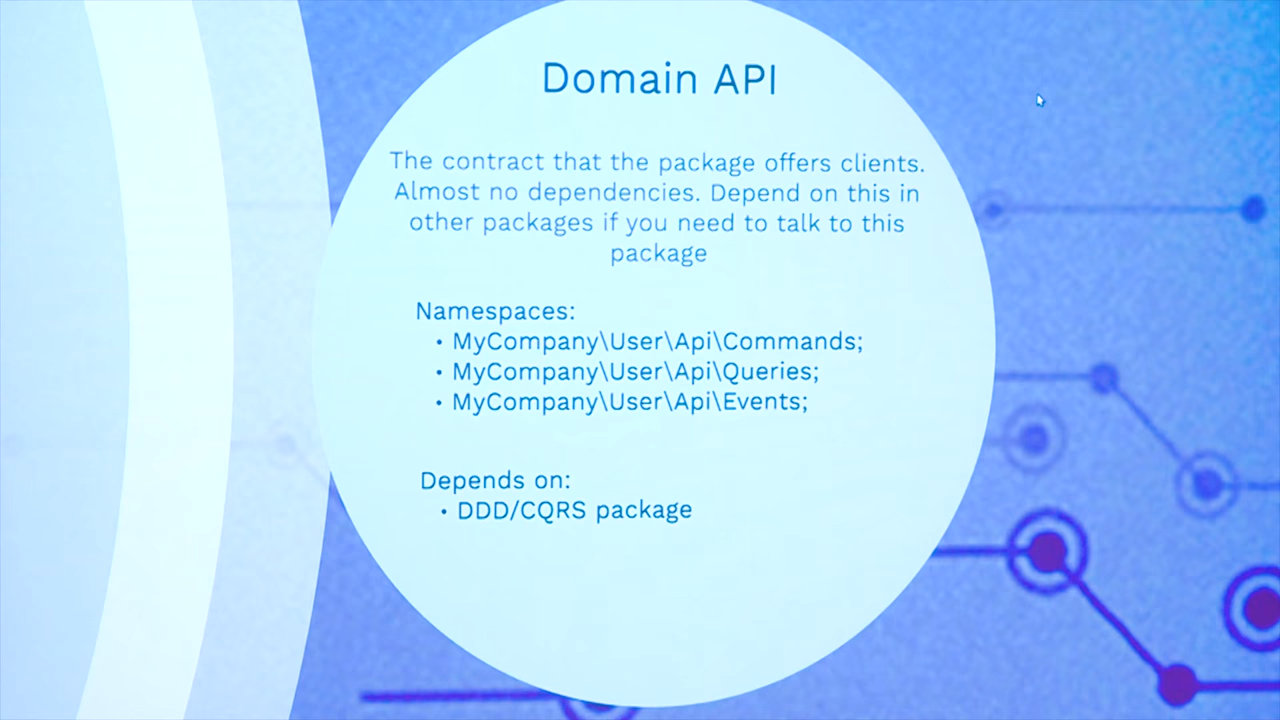 Domain API
The contract that the package offers clients.
Almost no dependencies. Depend on this in
other packages if you need to talk to this
package
Namespaces:
• MyCompany\User\Api\Commands;
• MyCompany\User\Api\Queries;
• MyCompany\User\Api\Events;
Depends on:
• DDD/CQRS package